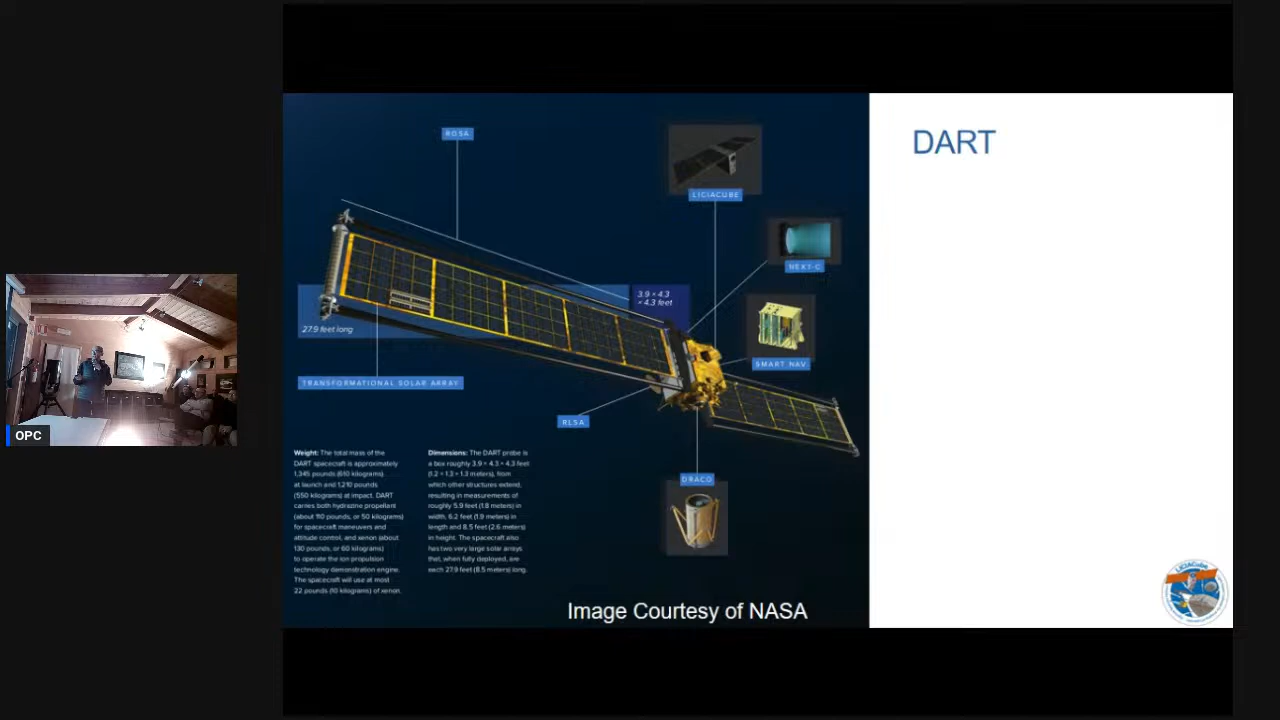 DART
ROSA
LICIACUBE
NEXT-C
3.9 × 4.3
× 4.3 feet
27.9 feet long
SMART NAV
TRANSFORMATIONAL SOLAR ARRAY
RLSA
DRACO
Weight: The total mass of the
DART spacecraft is approximately
1,345 pounds (610 kilograms)
at launch and 1,210 pounds
(550 kilograms) at impact. DART
carries both hydrazine propellant
(about 110 pounds, or 50 kilograms)
for spacecraft maneuvers and
attitude control, and xenon (about
130 pounds, or 60 kilograms)
to operate the ion propulsion
technology demonstration engine.
The spacecraft will use at most
22 pounds (10 kilograms) of xenon.
Dimensions: The DART probe is
a box roughly 3.9 × 4.3 × 4.3 feet
(1.2 × 1.3 × 1.3 meters), from
which other structures extend,
resulting in measurements of
roughly 5.9 feet (1.8 meters) in
width, 6.2 feet (1.9 meters) in
length and 8.5 feet (2.6 meters)
in height. The spacecraft also
has two very large solar arrays
that, when fully deployed, are
each 27.9 feet (8.5 meters) long.
Image Courtesy of NASA
LICIACube
OPC